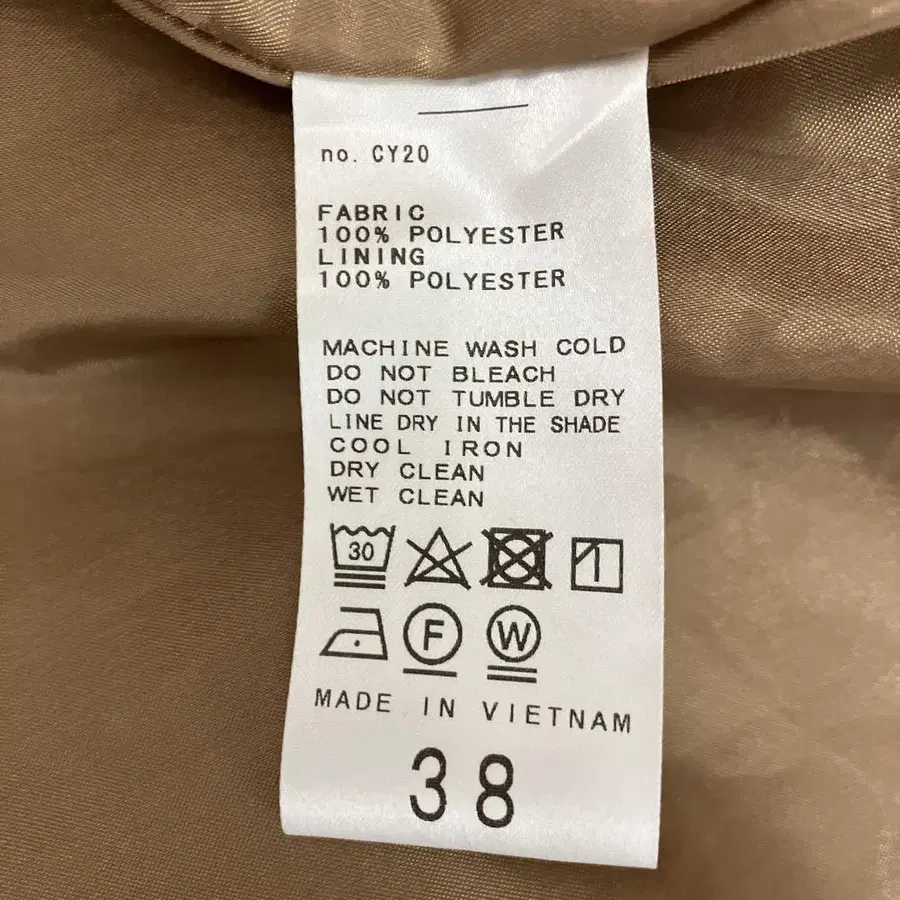 no. CY20
FABRIC
100% POLYESTER
LINING
100% POLYESTER
MACHINE WASH COLD
DO NOT BLEACH
DO NOT TUMBLE DRY
LINE DRY IN THE SHADE
COOL IRON
DRY CLEAN
WET CLEAN
30
F W
MADE IN VIETNAM
38